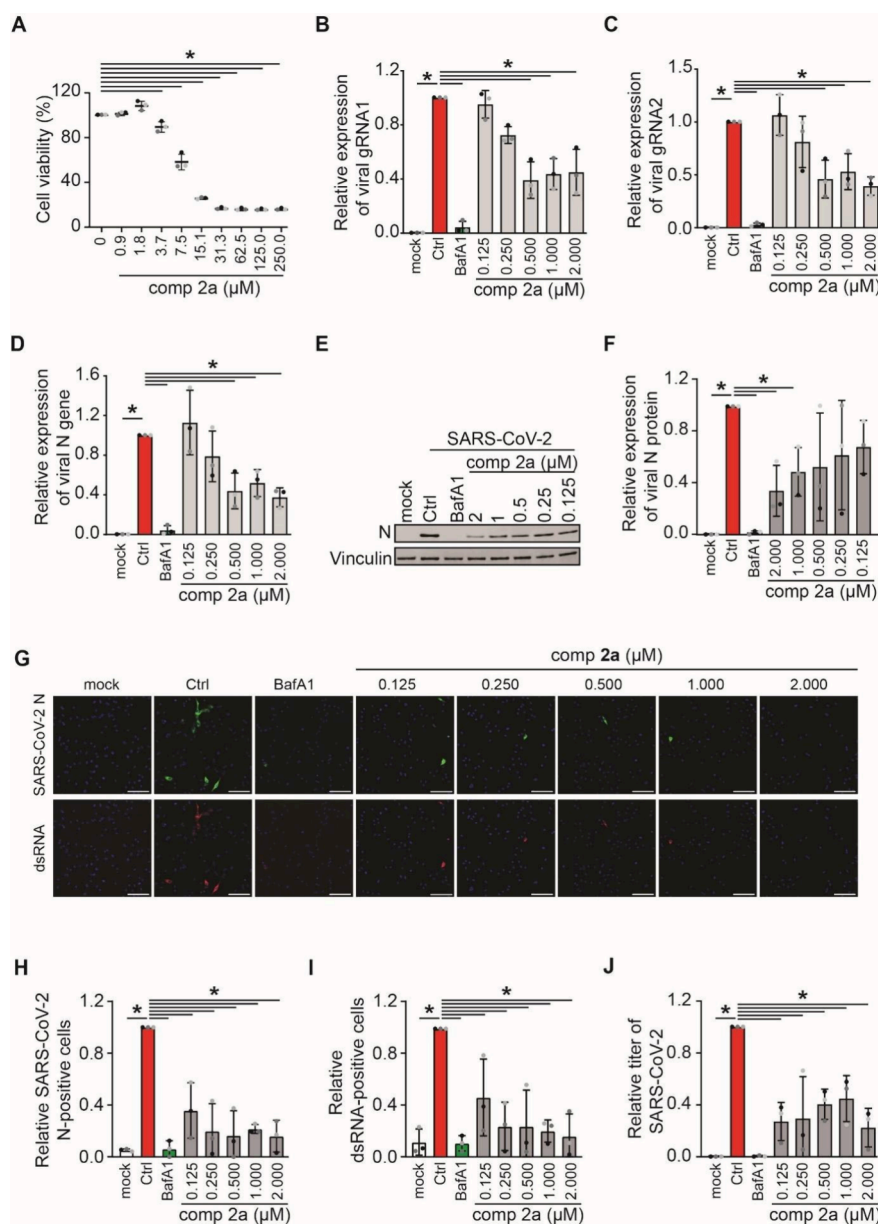 A
*
Cell viability (%)
120
80
40
0
0
0.9
1.8
3.7
7.5
15.1
31.3
62.5
125.0
250.0
comp 2a (µM)
B
*
*
Relative expression
of viral gRNA1
1.2
0.8
0.4
0.0
mock
Ctrl
BafA1
0.125
0.250
0.500
1.000
2.000
comp 2a (µM)
C
*
*
Relative expression
of viral gRNA2
1.5
1.0
0.5
0.0
mock
Ctrl
BafA1
0.125
0.250
0.500
1.000
2.000
comp 2a (µM)
D
*
*
Relative expression
of viral N gene
1.6
1.2
0.8
0.4
0.0
mock
Ctrl
BafA1
0.125
0.250
0.500
1.000
2.000
comp 2a (µM)
E
SARS-CoV-2
comp 2a (µM)
mock
Ctrl
BafA1
2
1
0.5
0.25
0.125
N
Vinculin
F
*
*
Relative expression
of viral N protein
1.2
0.8
0.4
0.0
mock
Ctrl
BafA1
2.000
1.000
0.500
0.250
0.125
comp 2a (µM)
G
comp 2a (µM)
mock Ctrl BafA1 0.125 0.250 0.500 1.000 2.000
SARS-CoV-2 N
dsRNA
H
*
*
Relative SARS-CoV-2
N-positive cells
1.2
0.8
0.4
0.0
mock
Ctrl
BafA1
0.125
0.250
0.500
1.000
2.000
comp 2a (µM)
I
*
*
Relative
dsRNA-positive cells
1.2
0.8
0.4
0.0
mock
Ctrl
BafA1
0.125
0.250
0.500
1.000
2.000
comp 2a (µM)
J
*
*
Relative titer of
SARS-CoV-2
1.2
0.8
0.4
0.0
mock
Ctrl
BafA1
0.125
0.250
0.500
1.000
2.000
comp 2a (µM)